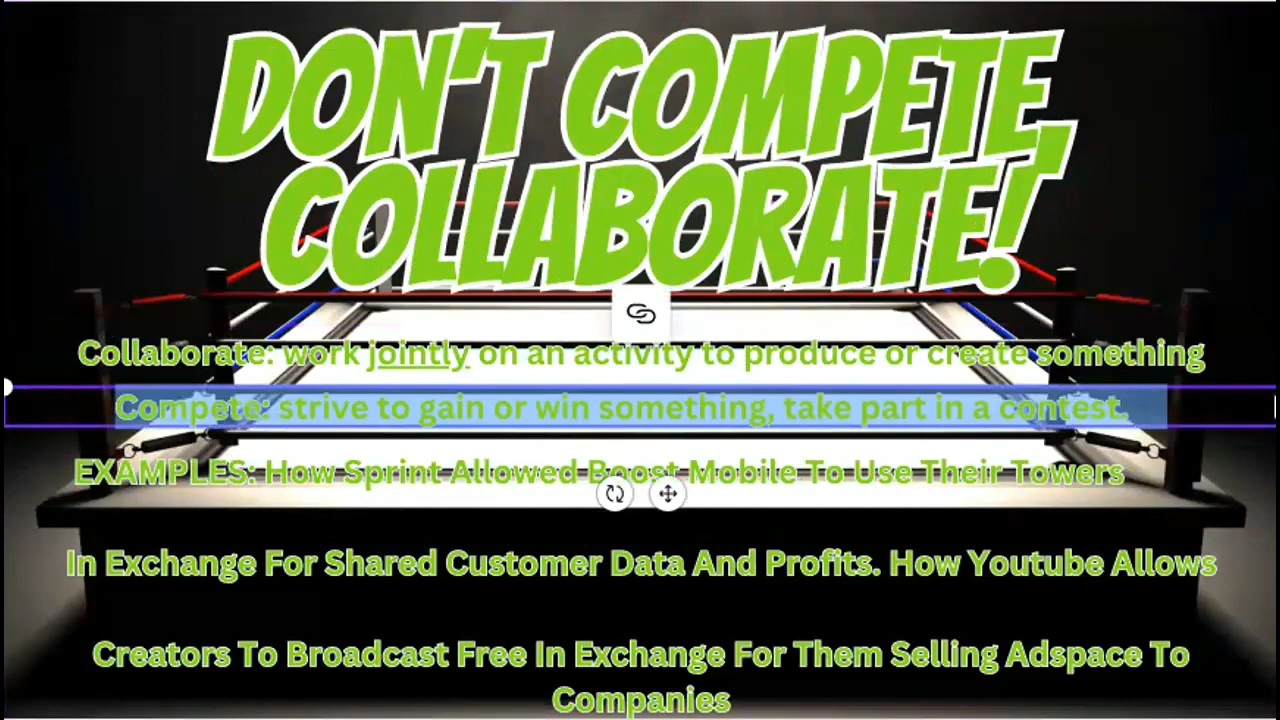 DON'T COMPETE,
COLLABORATE!
Collaborate: work jointly on an activity to produce or create something
Compete: strive to gain or win something, take part in a contest.
EXAMPLES: How Sprint Allowed Boost Mobile To Use Their Towers
In Exchange For Shared Customer Data And Profits. How Youtube Allows
Creators To Broadcast Free In Exchange For Them Selling Adspace To
Companies